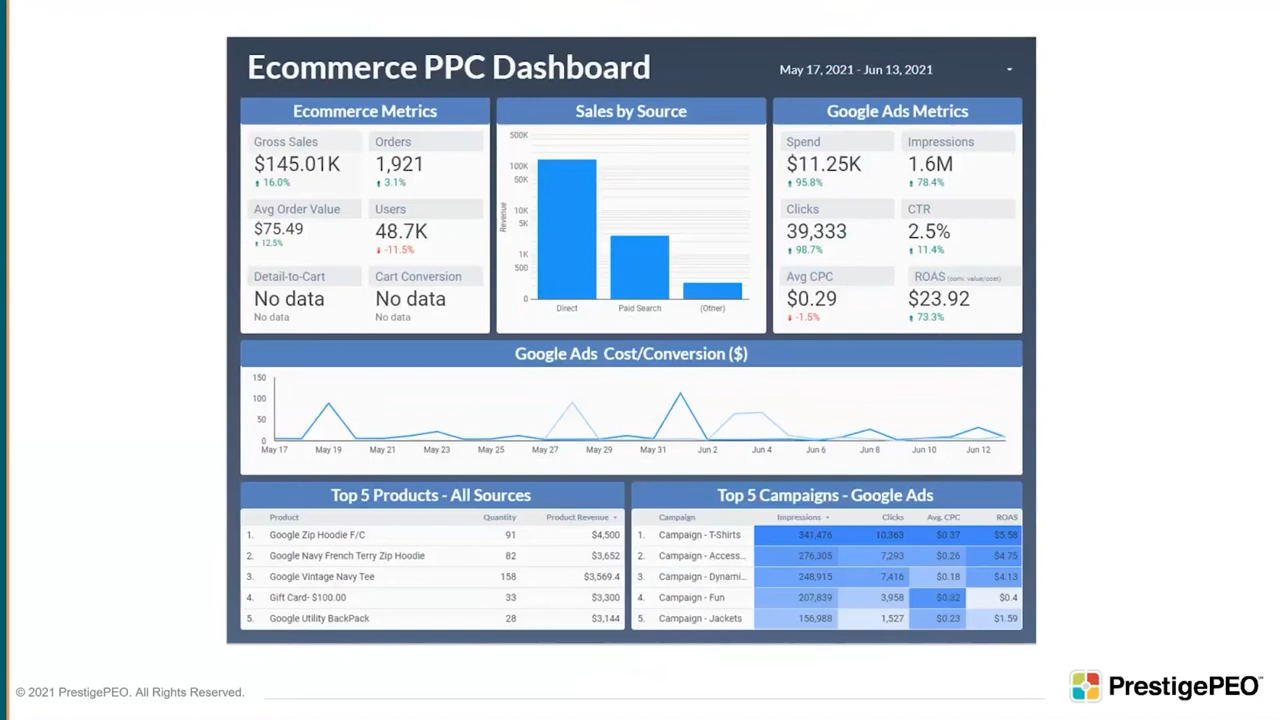 Ecommerce PPC Dashboard
May 17, 2021 - Jun 13, 2021
Ecommerce Metrics
Gross Sales Orders
$145.01K 1,921
16.0% 3.1%
Avg Order Value Users
$75.49 48.7K
12.5% -11.5%
Detail-to-Cart Cart Conversion
No data No data
No data No data
Sales by Source
500K
100K
50K
10K
5K
1K
500
0
Revenue
Direct Paid Search (Other)
Google Ads Metrics
Spend Impressions
$11.25K 1.6M
95.8% 78.4%
Clicks CTR
39,333 2.5%
98.7% 11.4%
Avg CPC ROAS (conv. value/cost)
$0.29 $23.92
-1.5% 73.3%
Google Ads Cost/Conversion ($)
150
100
50
0
May 17 May 19 May 21 May 23 May 25 May 27 May 29 May 31 Jun 2 Jun 4 Jun 6 Jun 8 Jun 10 Jun 12
Top 5 Products - All Sources
Product Quantity Product Revenue
1. Google Zip Hoodie F/C 91 $4,500
2. Google Navy French Terry Zip Hoodie 82 $3,652
3. Google Vintage Navy Tee 158 $3,569.4
4. Gift Card- $100.00 33 $3,300
5. Google Utility BackPack 28 $3,144
Top 5 Campaigns - Google Ads
Campaign Impressions Clicks Avg. CPC ROAS
1. Campaign - T-Shirts 341,476 10,363 $0.37 $5.58
2. Campaign - Access... 276,305 7,293 $0.26 $4.75
3. Campaign - Dynami... 248,915 7,416 $0.18 $4.13
4. Campaign - Fun 207,839 3,958 $0.32 $0.4
5. Campaign - Jackets 156,988 1,527 $0.23 $1.59
© 2021 PrestigePEO. All Rights Reserved.
PrestigePEO™